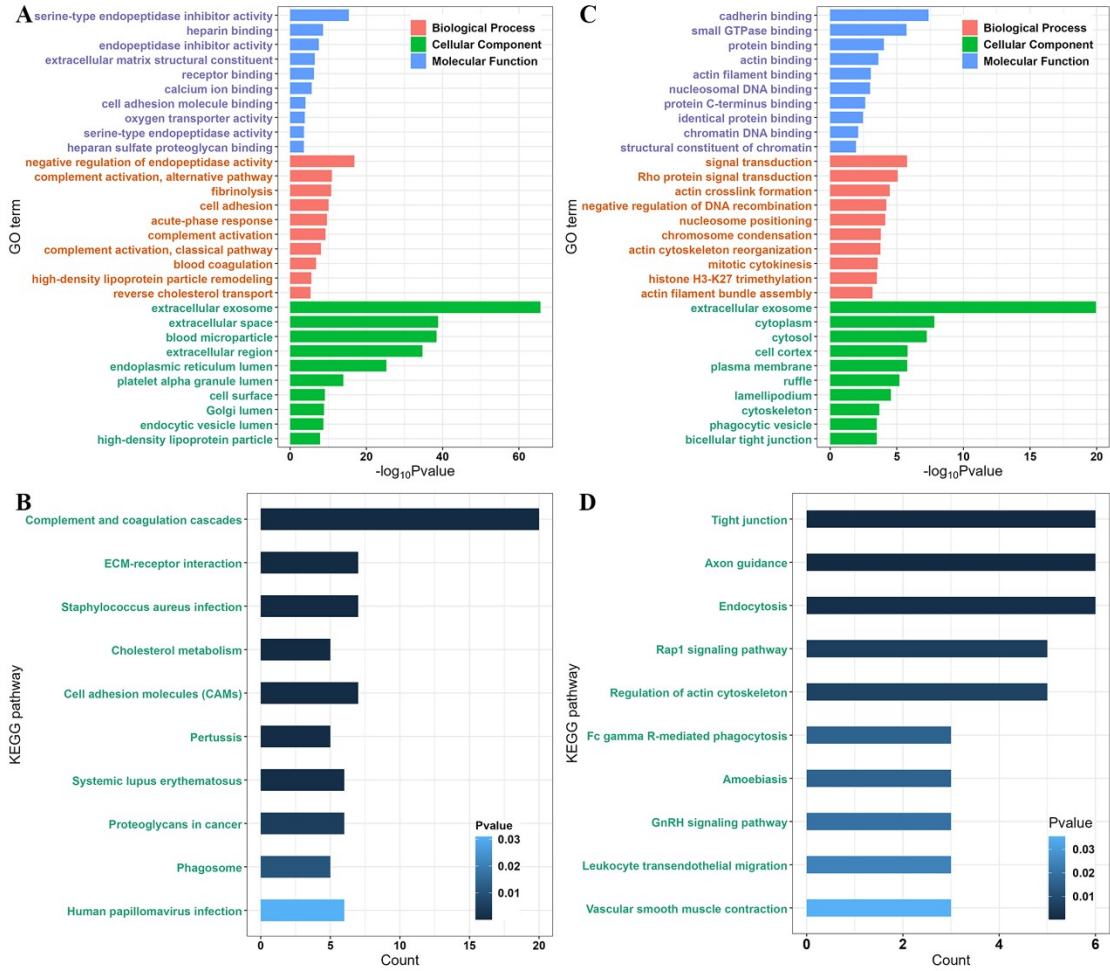 A
serine-type endopeptidase inhibitor activity
heparin binding
endopeptidase inhibitor activity
extracellular matrix structural constituent
receptor binding
calcium ion binding
cell adhesion molecule binding
oxygen transporter activity
serine-type endopeptidase activity
heparan sulfate proteoglycan binding
negative regulation of endopeptidase activity
complement activation, alternative pathway
fibrinolysis
cell adhesion
acute-phase response
complement activation
complement activation, classical pathway
blood coagulation
high-density lipoprotein particle remodeling
reverse cholesterol transport
extracellular exosome
extracellular space
blood microparticle
extracellular region
endoplasmic reticulum lumen
platelet alpha granule lumen
cell surface
Golgi lumen
endocytic vesicle lumen
high-density lipoprotein particle
GO term
Biological Process
Cellular Component
Molecular Function
0 20 40 60
-log10Pvalue
C
cadherin binding
small GTPase binding
protein binding
actin binding
actin filament binding
nucleosomal DNA binding
protein C-terminus binding
identical protein binding
chromatin DNA binding
structural constituent of chromatin
signal transduction
Rho protein signal transduction
actin crosslink formation
negative regulation of DNA recombination
nucleosome positioning
chromosome condensation
actin cytoskeleton reorganization
mitotic cytokinesis
histone H3-K27 trimethylation
actin filament bundle assembly
extracellular exosome
cytoplasm
cytosol
cell cortex
plasma membrane
ruffle
lamellipodium
cytoskeleton
phagocytic vesicle
bicellular tight junction
GO term
Biological Process
Cellular Component
Molecular Function
0 5 10 15 20
-log10Pvalue
B
Complement and coagulation cascades
ECM-receptor interaction
Staphylococcus aureus infection
Cholesterol metabolism
Cell adhesion molecules (CAMs)
Pertussis
Systemic lupus erythematosus
Proteoglycans in cancer
Phagosome
Human papillomavirus infection
KEGG pathway
Pvalue
0.03
0.02
0.01
0 5 10 15 20
Count
D
Tight junction
Axon guidance
Endocytosis
Rap1 signaling pathway
Regulation of actin cytoskeleton
Fc gamma R-mediated phagocytosis
Amoebiasis
GnRH signaling pathway
Leukocyte transendothelial migration
Vascular smooth muscle contraction
KEGG pathway
Pvalue
0.03
0.02
0.01
0 2 4 6
Count